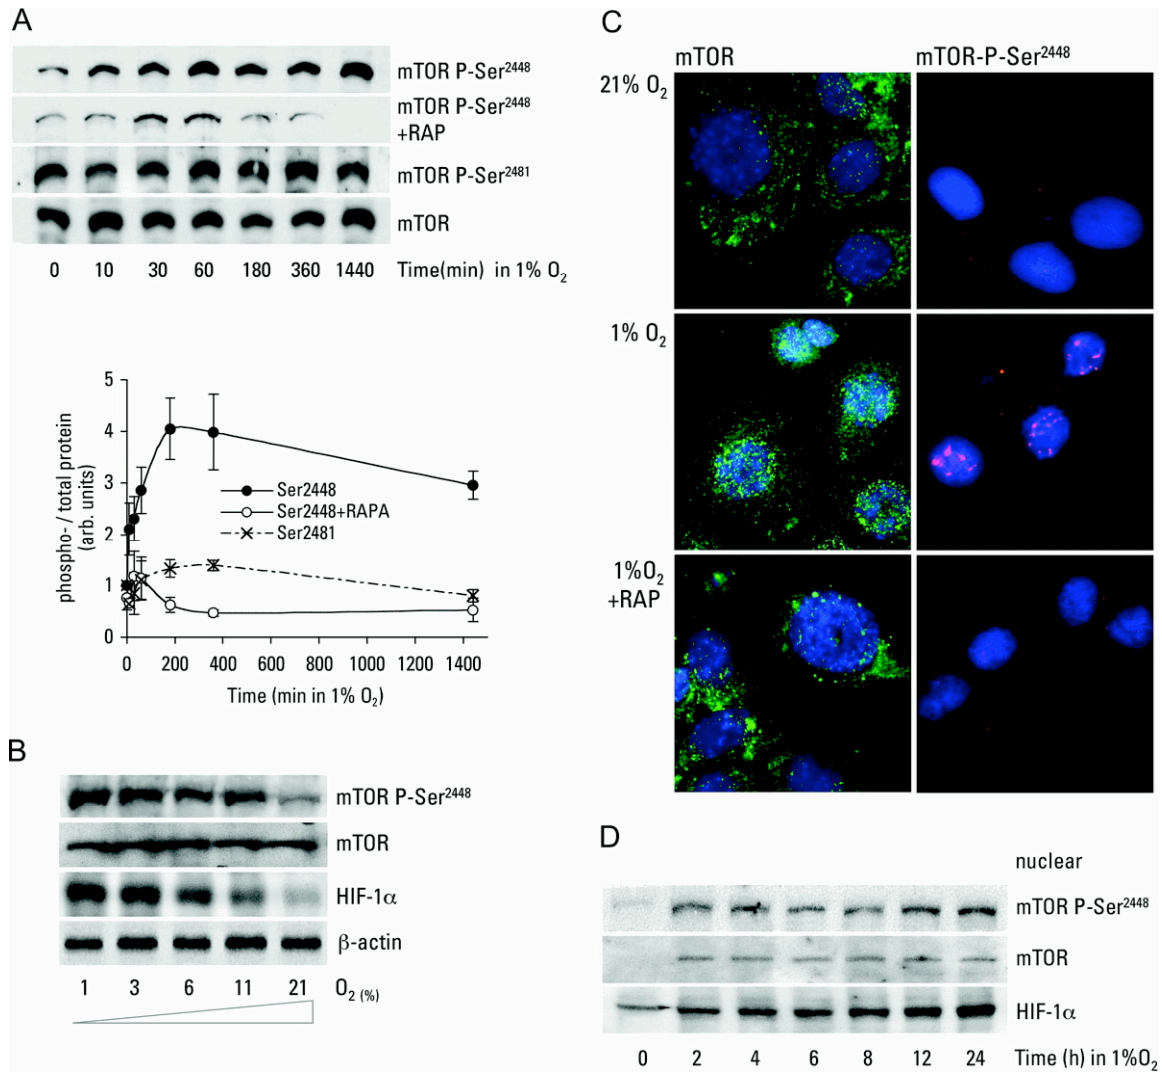 A
mTOR P-Ser2448
mTOR P-Ser2448
+RAP
mTOR P-Ser2481
mTOR
0 10 30 60 180 360 1440 Time(min) in 1% O2
5
4
3
2
1
0
phospho- / total protein
(arb. units)
Ser2448
Ser2448+RAPA
Ser2481
0 200 400 600 800 1000 1200 1400
Time (min in 1% O2)
B
mTOR P-Ser2448
mTOR
HIF-1α
β-actin
1 3 6 11 21 O2 (%)
C
mTOR mTOR-P-Ser2448
21% O2
1% O2
1%O2
+RAP
D
nuclear
mTOR P-Ser2448
mTOR
HIF-1α
0 2 4 6 8 12 24 Time (h) in 1%O2